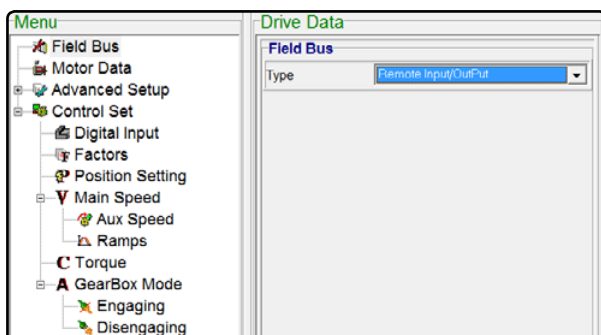 Menu
Field Bus
Motor Data
Advanced Setup
Control Set
Digital Input
Factors
Position Setting
V Main Speed
Aux Speed
Ramps
C Torque
A GearBox Mode
Engaging
Disengaging
Drive Data
Field Bus
Type Remote Input/OutPut